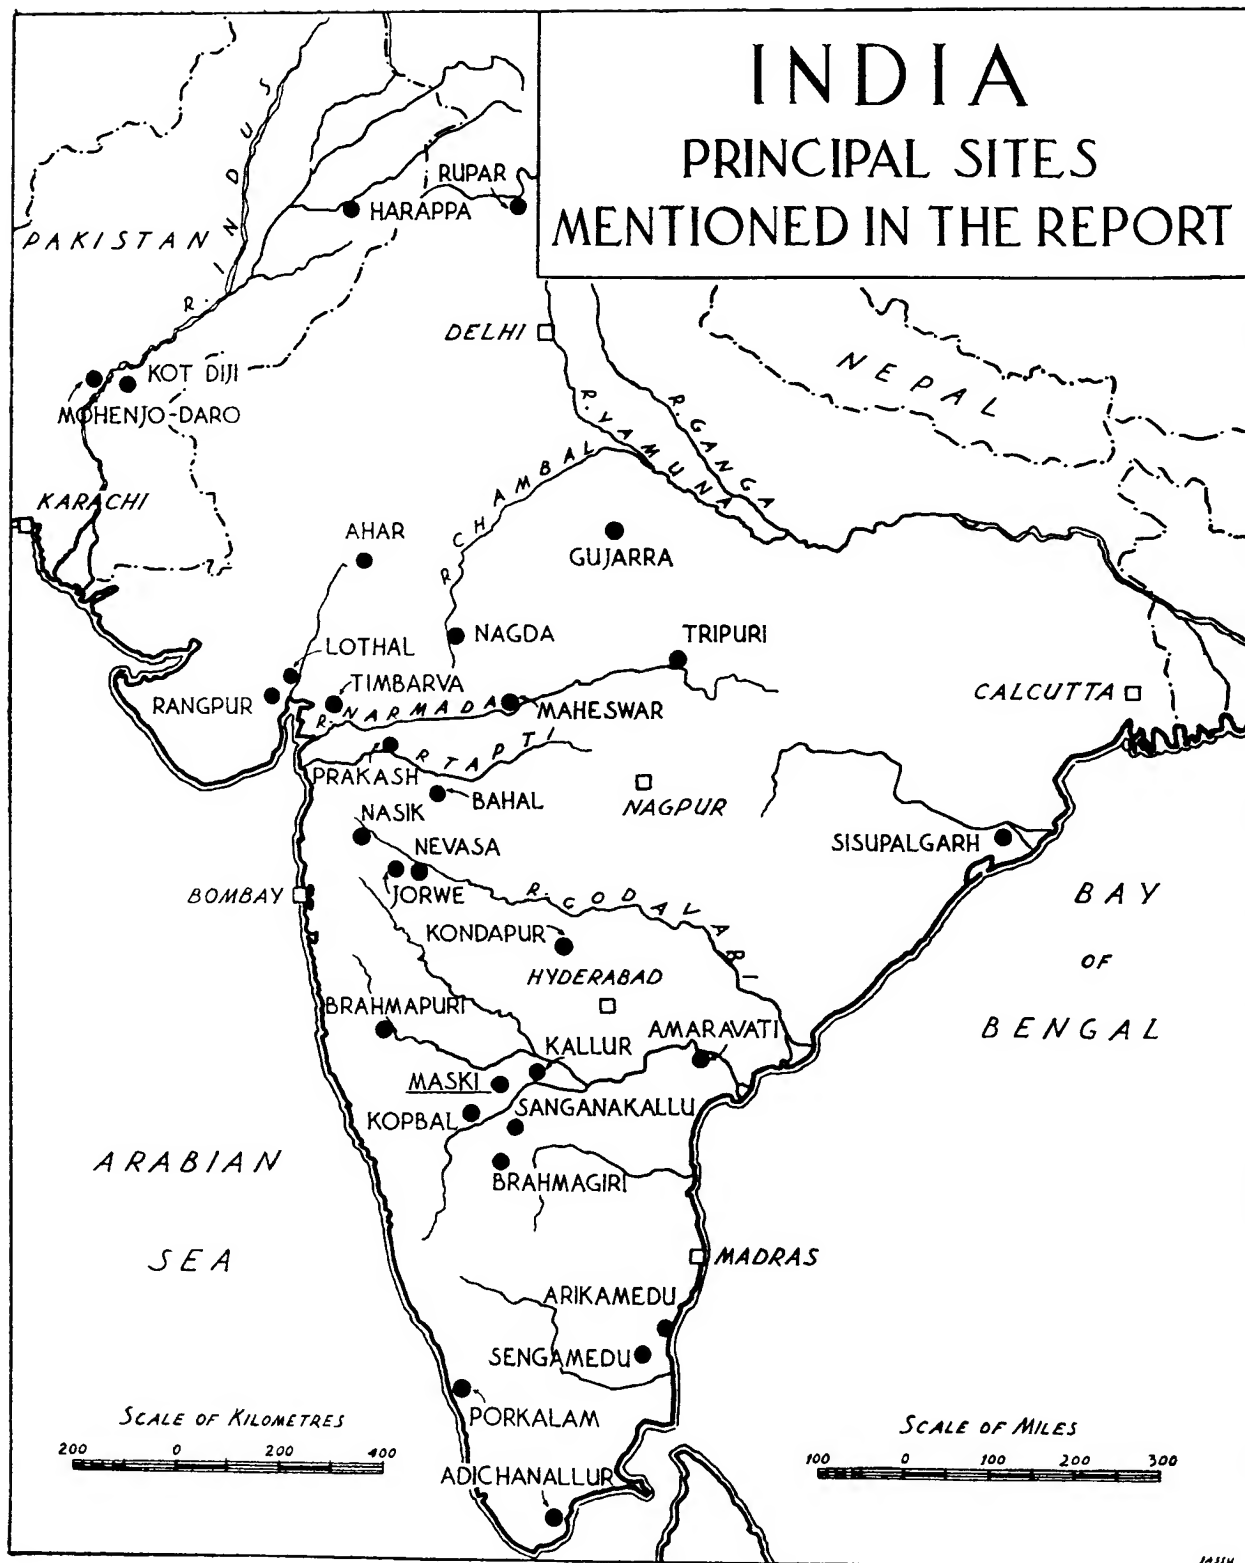 INDIA
PRINCIPAL SITES
MENTIONED IN THE REPORT
R. INDUS
RUPAR
HARAPPA
PAKISTAN
DELHI
NEPAL
KOT DIJI
MOHENJO-DARO
R. YAMUNA
R. GANGA
R. CHAMBAL
KARACHI
AHAR
GUJARRA
NAGDA
TRIPURI
LOTHAL
TIMBARVA
RANGPUR
R. NARMADA
MAHESWAR
CALCUTTA
PRAKASH
R TAPTI
BAHAL
NAGPUR
NASIK
NEVASA
SISUPALGARH
JORWE
BOMBAY
R. GODAVARI
BAY
OF
BENGAL
KONDAPUR
HYDERABAD
BRAHMAPURI
AMARAVATI
KALLUR
MASKI
KOPBAL
SANGANAKALLU
BRAHMAGIRI
ARABIAN
SEA
MADRAS
ARIKAMEDU
SENGAMEDU
PORKALAM
ADICHANALLUR
SCALE OF KILOMETRES
200 0 200 400
SCALE OF MILES
100 0 100 200 300